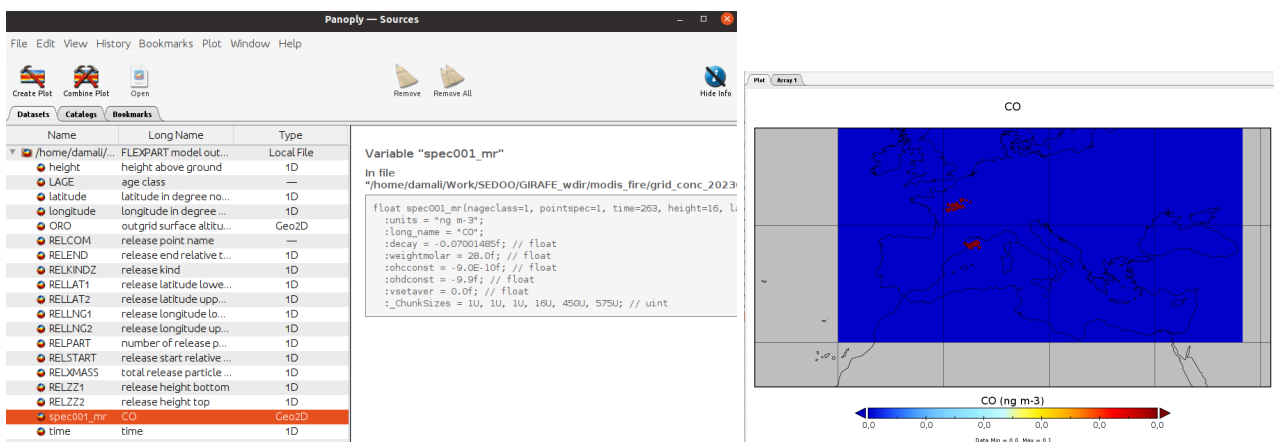 Panoply — Sources
File Edit View History Bookmarks Plot Window Help
Create Plot Combine Plot Open Remove Remove All Hide Info
Datasets Catalogs Bookmarks
Name Long Name Type
/home/damali/... FLEXPART model out... Local File
height height above ground 1D
LAGE age class —
latitude latitude in degree no... 1D
longitude longitude in degree ... 1D
ORO outgrid surface altitu... Geo2D
RELCOM release point name —
RELEND release end relative t... 1D
RELKINDZ release kind 1D
RELLAT1 release latitude lowe... 1D
RELLAT2 release latitude upp... 1D
RELLNG1 release longitude lo... 1D
RELLNG2 release longitude up... 1D
RELPART number of release p... 1D
RELSTART release start relative ... 1D
RELXMASS total release particle ... 1D
RELZZ1 release height bottom 1D
RELZZ2 release height top 1D
spec001_mr CO Geo2D
time time 1D
Variable "spec001_mr"
In file
"/home/damali/Work/SEDOO/GIRAFE_wdir/modis_fire/grid_conc_2023
float spec001_mr(nageclass=1, pointspec=1, time=263, height=16, la
:units = "ng m-3";
:long_name = "CO";
:decay = -0.07001485f; // float
:weightmolar = 28.0f; // float
:ohcconst = -9.0E-10f; // float
:ohdconst = -9.9f; // float
:vsetaver = 0.0f; // float
:_ChunkSizes = 1U, 1U, 1U, 16U, 450U, 575U; // uint
Plot Array 1
CO
CO (ng m-3)
0,0 0,0 0,0 0,0 0,0 0,0
Data Min = 0,0, Max = 0,1